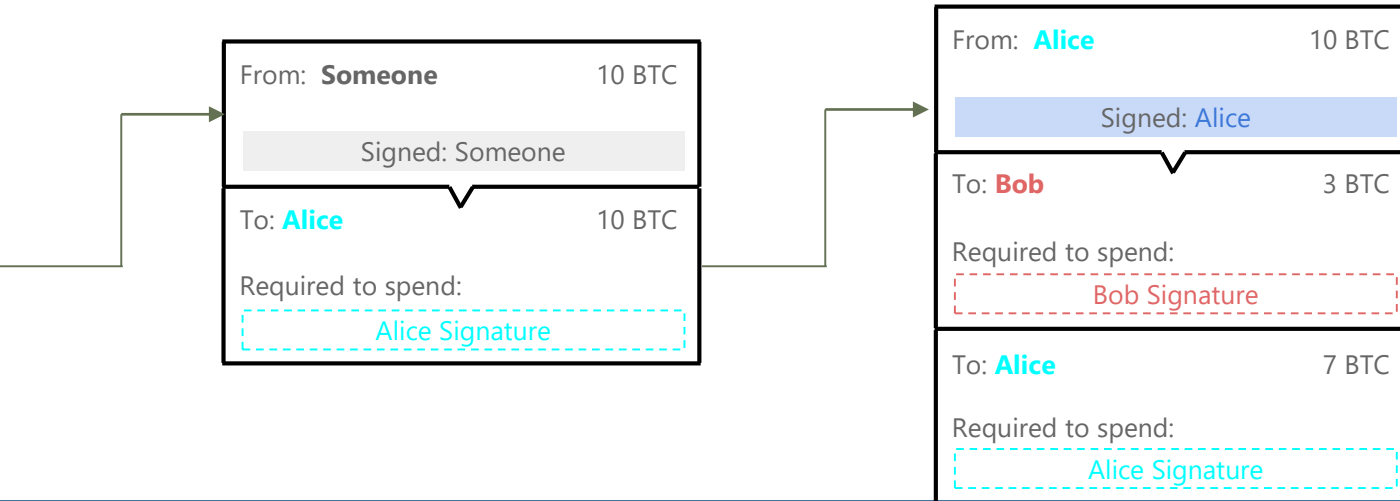 From: Someone 10 BTC
Signed: Someone
To: Alice 10 BTC
Required to spend:
Alice Signature
From: Alice 10 BTC
Signed: Alice
To: Bob 3 BTC
Required to spend:
Bob Signature
To: Alice 7 BTC
Required to spend:
Alice Signature